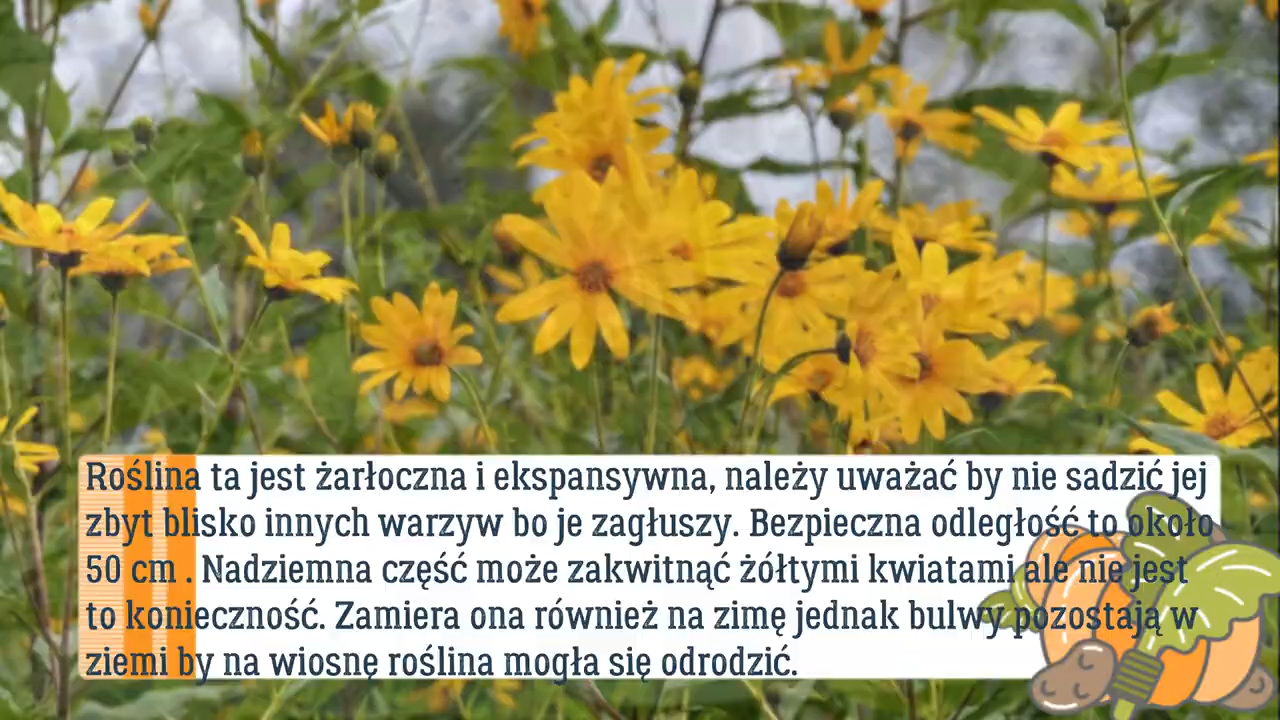 Roślina ta jest żarłoczna i ekspansywna, należy uważać by nie sadzić jej
zbyt blisko innych warzyw bo je zagłuszy. Bezpieczna odległość to około
50 cm . Nadziemna część może zakwitnąć żółtymi kwiatami ale nie jest
to konieczność. Zamiera ona również na zimę jednak bulwy pozostają w
ziemi by na wiosnę roślina mogła się odrodzić.